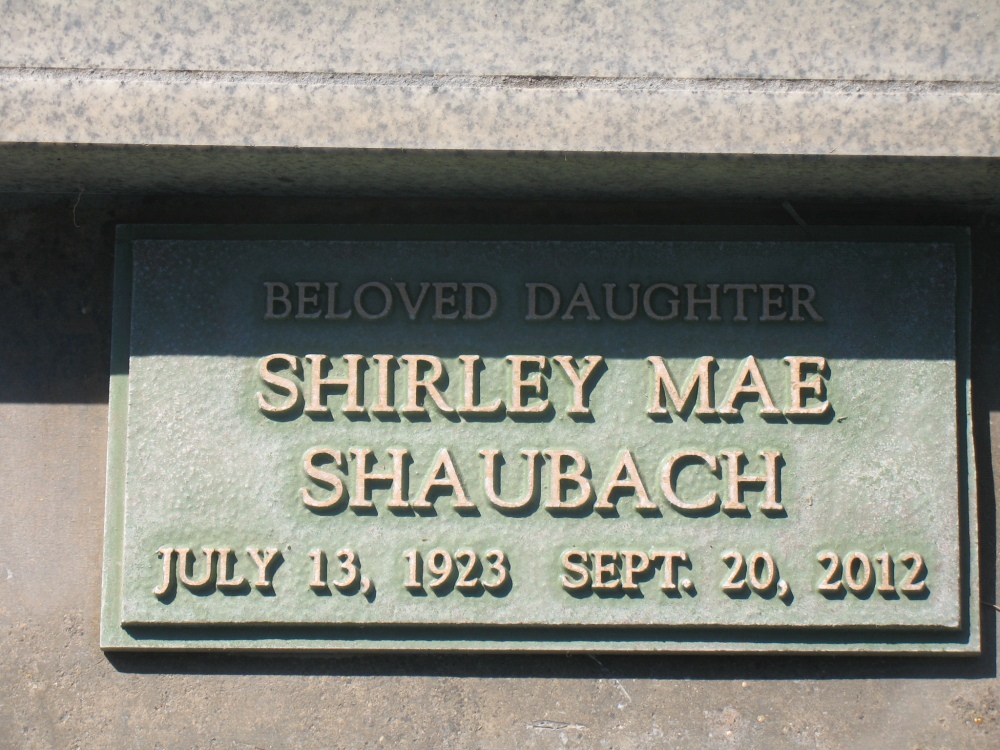 BELOVED DAUGHTER
SHIRLEY MAE
SHAUBACH
JULY 13, 1923 SEPT. 20, 2012